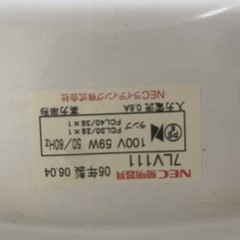 NEC照明器具
7LV111
06年製 06.04
100V 59W 50/60Hz
PSE
ランプ FCL30/28×1
FCL40/38×1
入力電流 0.6A
高力率形
NECライティング株式会社